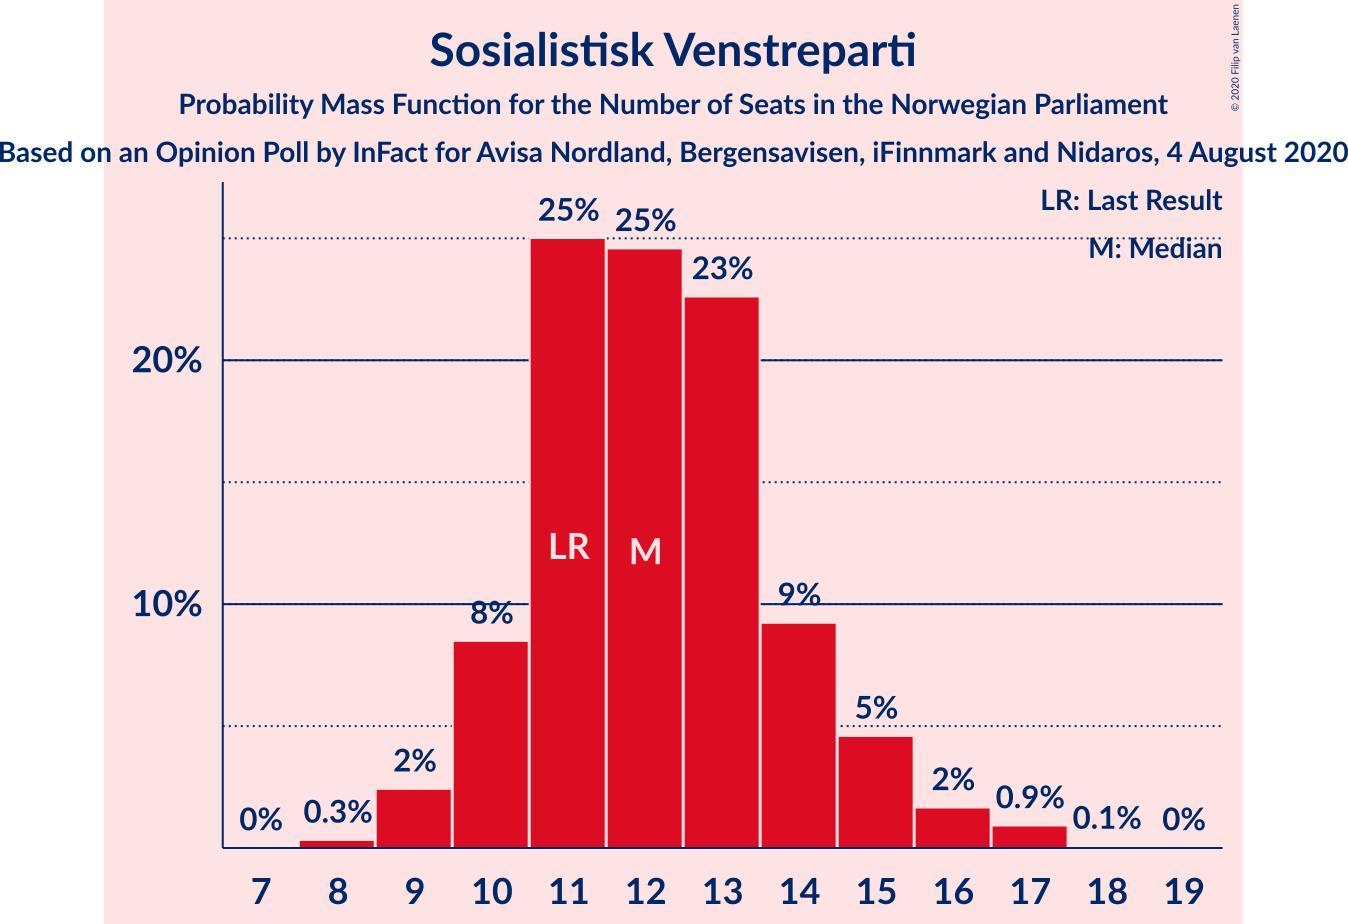 Sosialistisk Venstreparti
Probability Mass Function for the Number of Seats in the Norwegian Parliament
Based on an Opinion Poll by InFact for Avisa Nordland, Bergensavisen, iFinnmark and Nidaros, 4 August 2020
© 2020 Filip van Laenen
LR: Last Result
M: Median
20%
10%
0%
0.3%
2%
8%
25%
25%
23%
9%
5%
2%
0.9%
0.1%
0%
LR
M
7 8 9 10 11 12 13 14 15 16 17 18 19